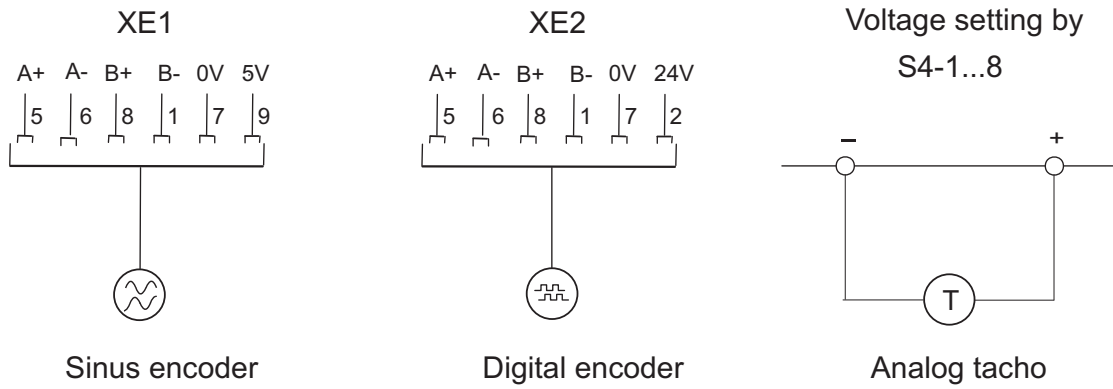 XE1
A+ A- B+ B- 0V 5V
5 6 8 1 7 9
Sinus encoder
XE2
A+ A- B+ B- 0V 24V
5 6 8 1 7 2
Digital encoder
Voltage setting by
S4-1...8
– +
T
Analog tacho